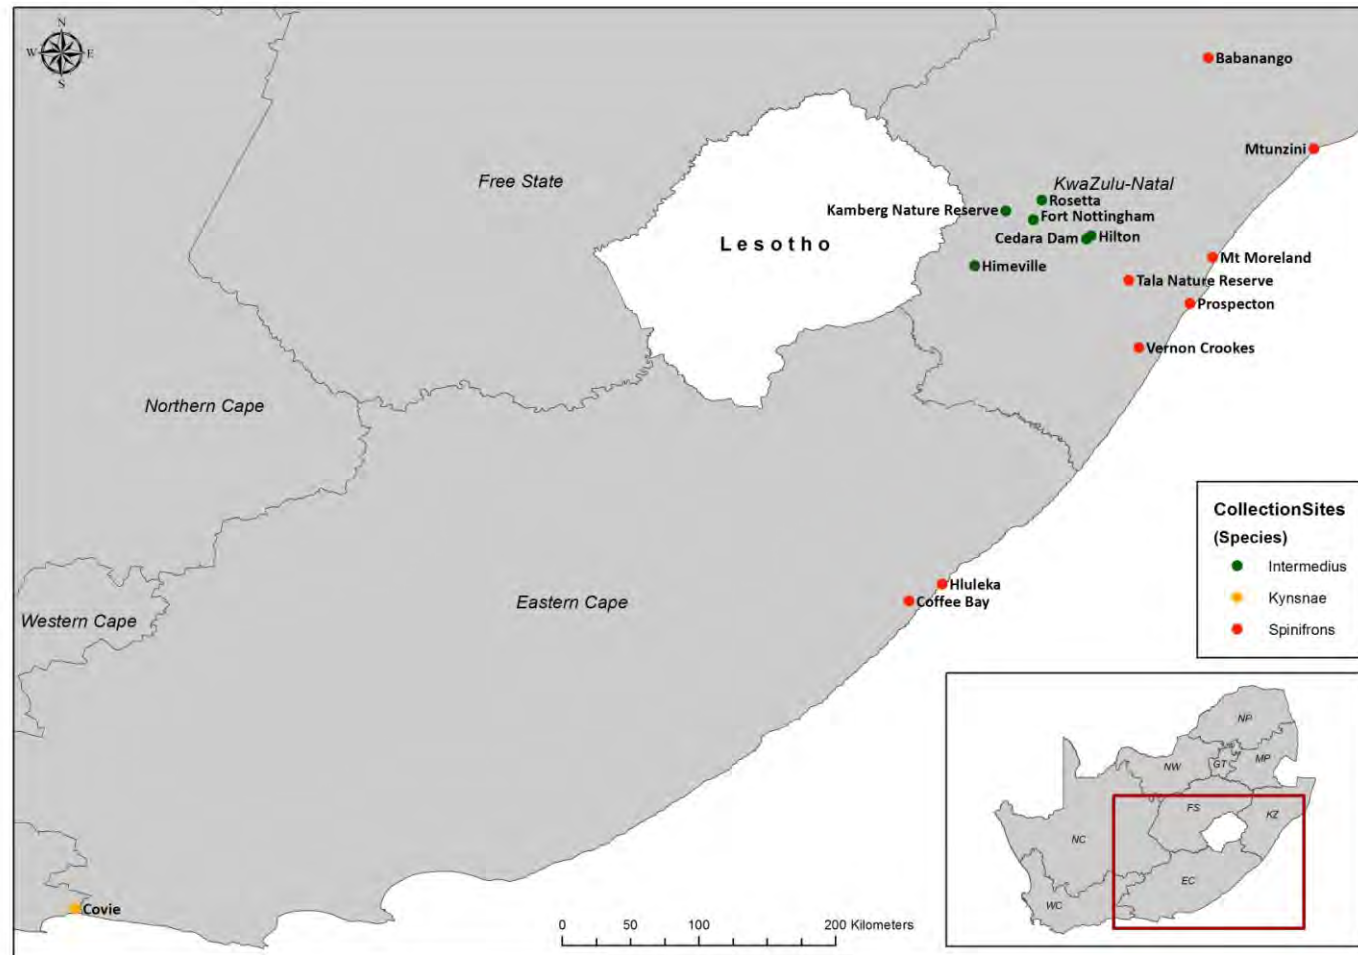 N
W
E
S
Babanango
Mtunzini
Free State
KwaZulu-Natal
Rosetta
Kamberg Nature Reserve
Fort Nottingham
Cedara Dam
Hilton
Lesotho
Himeville
Mt Moreland
Tala Nature Reserve
Prospecton
Vernon Crookes
Northern Cape
CollectionSites
(Species)
Intermedius
Kynsnae
Spinifrons
Hluleka
Coffee Bay
Eastern Cape
Western Cape
NP
NW
GT
MP
FS
KZ
NC
EC
WC
Covie
0 50 100 200 Kilometers